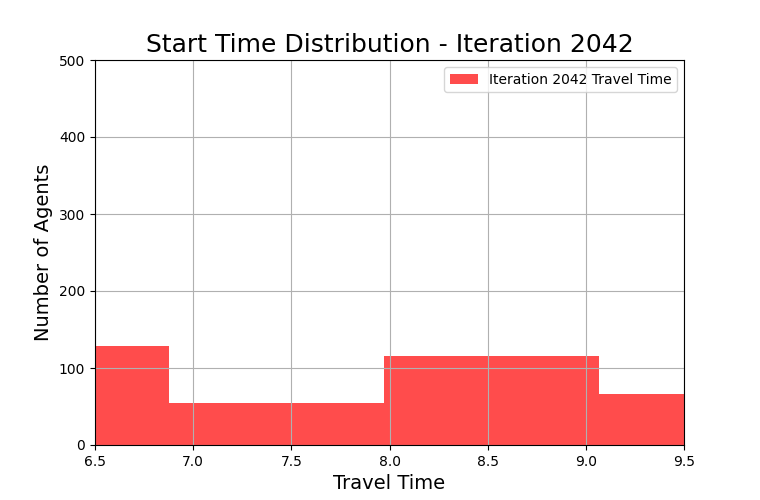 Start Time Distribution - Iteration 2042
Iteration 2042 Travel Time
Number of Agents
500
400
300
200
100
0
6.5 7.0 7.5 8.0 8.5 9.0 9.5
Travel Time